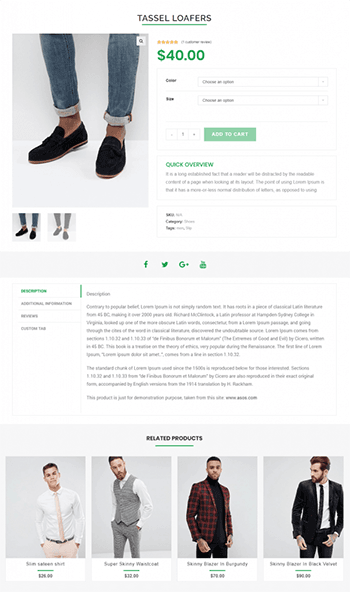 TASSEL LOAFERS
(1 customer review)
$40.00
Color
Choose an option
Size
Choose an option
- 1 +
ADD TO CART
QUICK OVERVIEW
It is a long established fact that a reader will be distracted by the readable
content of a page when looking at its layout. The point of using Lorem Ipsum is
that it has a more-or-less normal distribution of letters, as opposed to using
SKU: N/A
Category: Shoes
Tags: men, Slip
DESCRIPTION
ADDITIONAL INFORMATION
REVIEWS
CUSTOM TAB
Description
Contrary to popular belief, Lorem Ipsum is not simply random text. It has roots in a piece of classical Latin literature
from 45 BC, making it over 2000 years old. Richard McClintock, a Latin professor at Hampden-Sydney College in
Virginia, looked up one of the more obscure Latin words, consectetur, from a Lorem Ipsum passage, and going
through the cites of the word in classical literature, discovered the undoubtable source. Lorem Ipsum comes from
sections 1.10.32 and 1.10.33 of "de Finibus Bonorum et Malorum" (The Extremes of Good and Evil) by Cicero, written
in 45 BC. This book is a treatise on the theory of ethics, very popular during the Renaissance. The first line of Lorem
Ipsum, "Lorem ipsum dolor sit amet..", comes from a line in section 1.10.32.
The standard chunk of Lorem Ipsum used since the 1500s is reproduced below for those interested. Sections
1.10.32 and 1.10.33 from "de Finibus Bonorum et Malorum" by Cicero are also reproduced in their exact original
form, accompanied by English versions from the 1914 translation by H. Rackham.
This product is just for demonstration purpose, taken from this site: www.asos.com
RELATED PRODUCTS
Slim sateen shirt
$26.00
Super Skinny Waistcoat
$32.00
Skinny Blazer In Burgundy
$70.00
Skinny Blazer In Black Velvet
$90.00